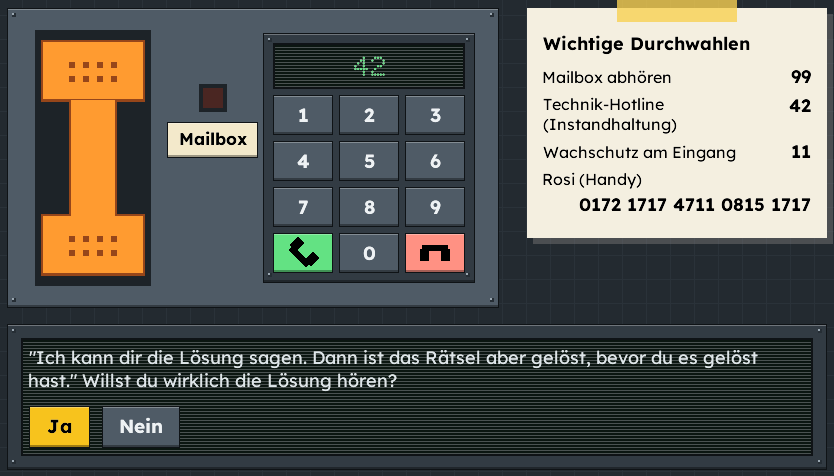 42
Mailbox
1 2 3
4 5 6
7 8 9
0
Wichtige Durchwahlen
Mailbox abhören 99
Technik-Hotline 42
(Instandhaltung)
Wachschutz am Eingang 11
Rosi (Handy)
0172 1717 4711 0815 1717
"Ich kann dir die Lösung sagen. Dann ist das Rätsel aber gelöst, bevor du es gelöst
hast." Willst du wirklich die Lösung hören?
Ja Nein